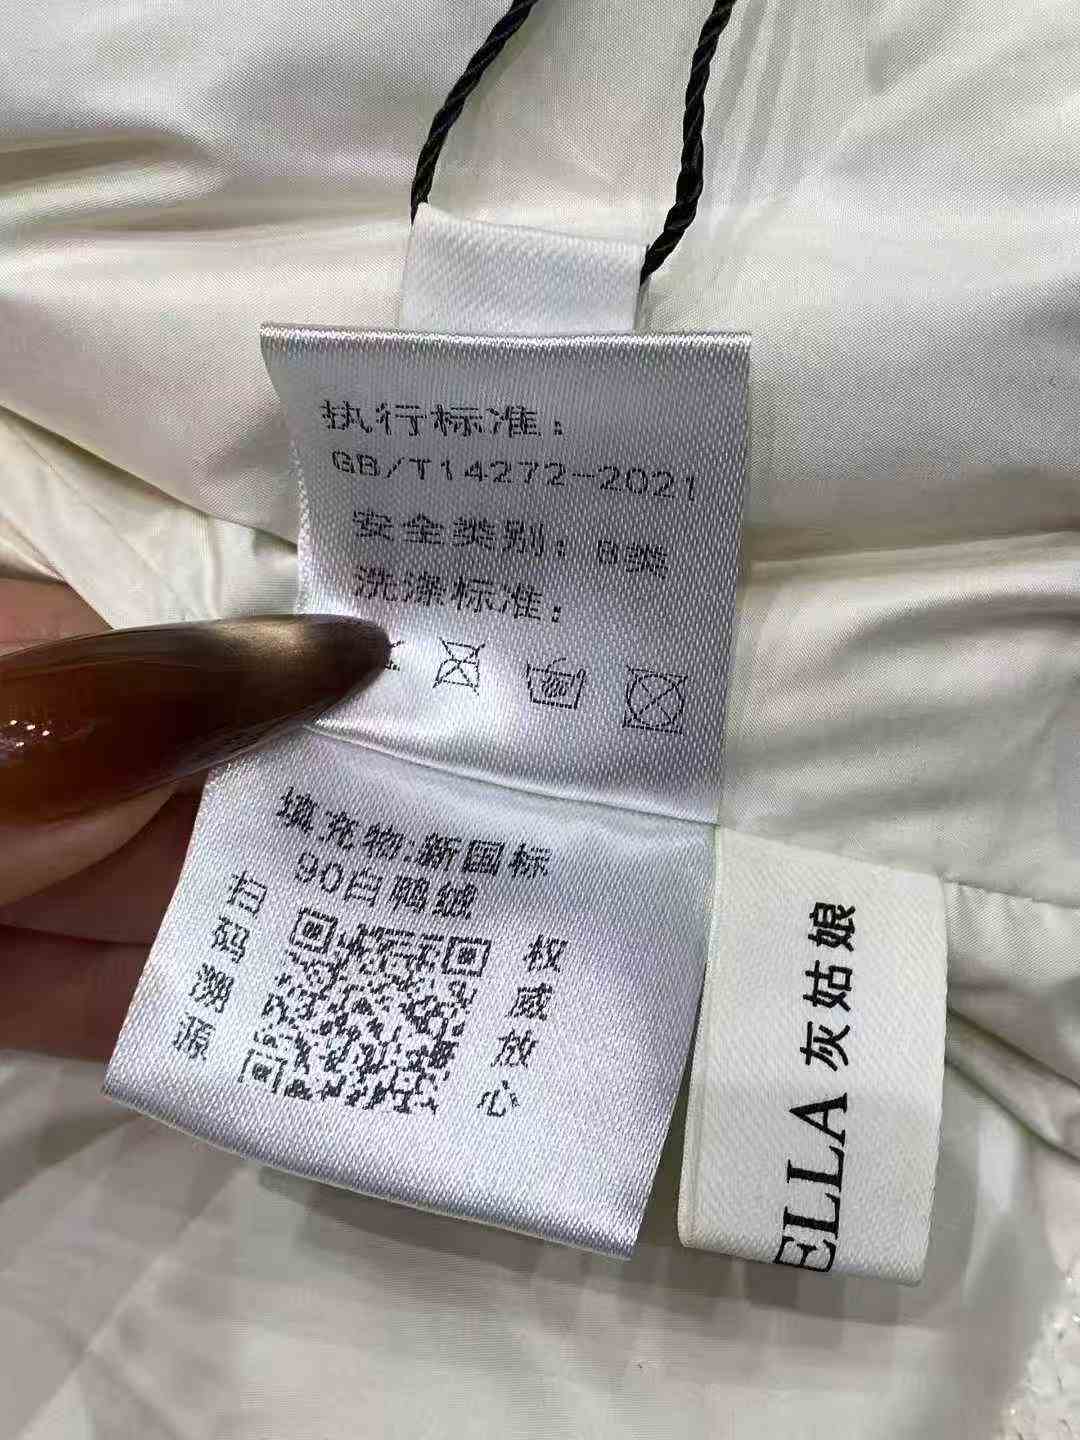 执行标准：
GB/T14272-2021
安全类别：B类
洗涤标准：
填充物:新国标
90白鸭绒
扫码溯源
权威放心
ELLA 灰姑娘